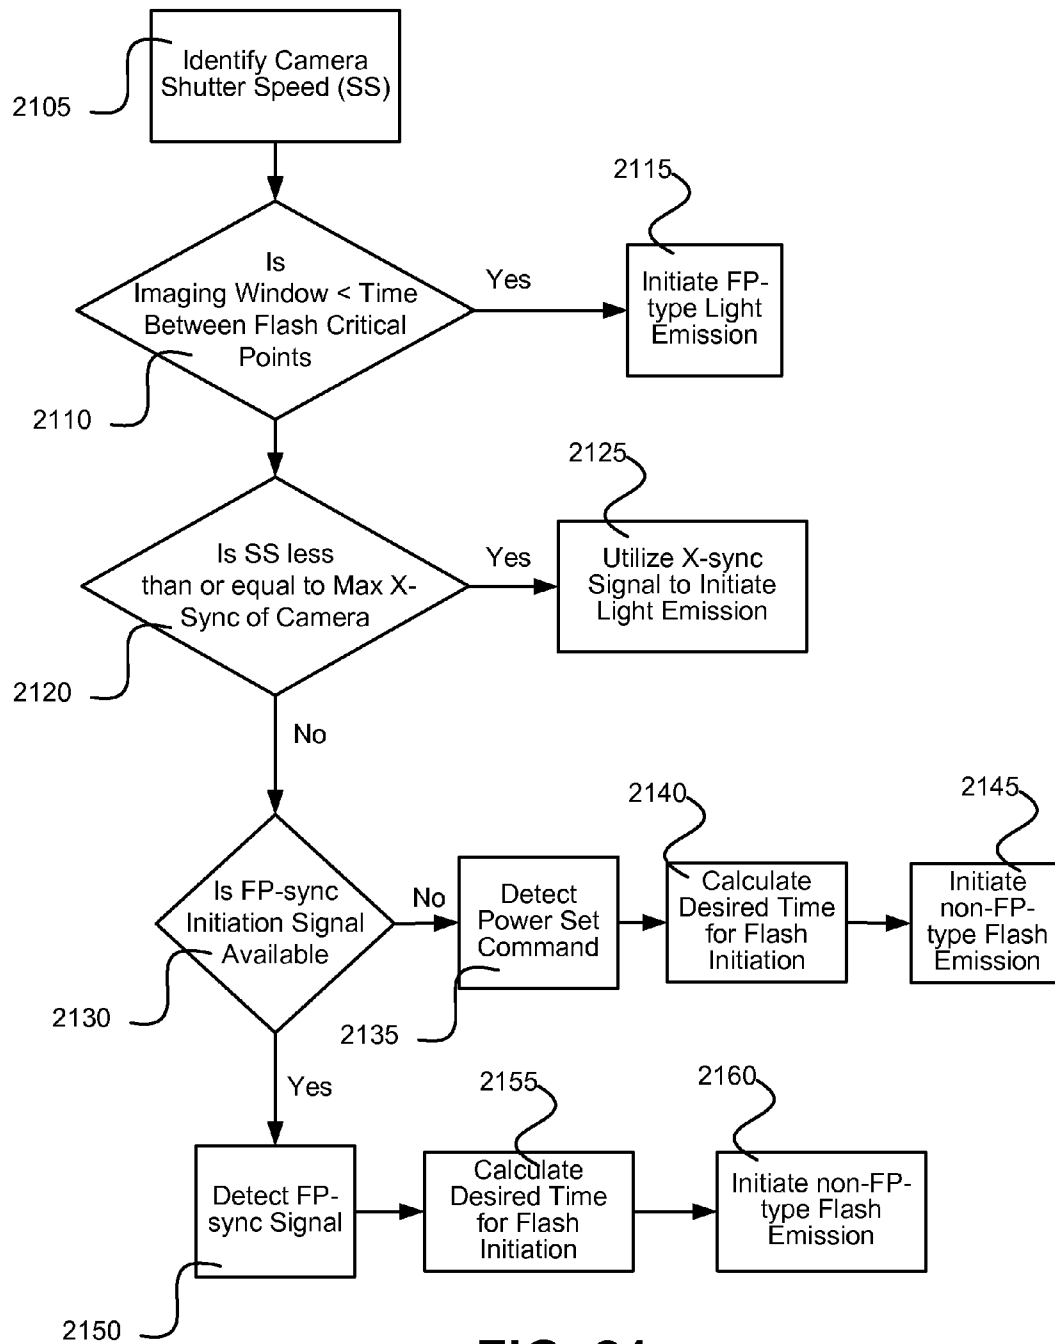 Identify Camera
Shutter Speed (SS)
2105
2115
Is
Imaging Window < Time
Between Flash Critical
Points
Yes
Initiate FP-
type Light
Emission
2110
2125
Is SS less
than or equal to Max X-
Sync of Camera
Yes
Utilize X-sync
Signal to Initiate
Light Emission
2120
No
2140
2145
Is FP-sync
Initiation Signal
Available
No
Detect
Power Set
Command
Calculate
Desired Time
for Flash
Initiation
Initiate
non-FP-
type Flash
Emission
2130
2135
Yes
2155
2160
Detect FP-
sync Signal
Calculate
Desired Time
for Flash
Initiation
Initiate non-FP-
type Flash
Emission
2150